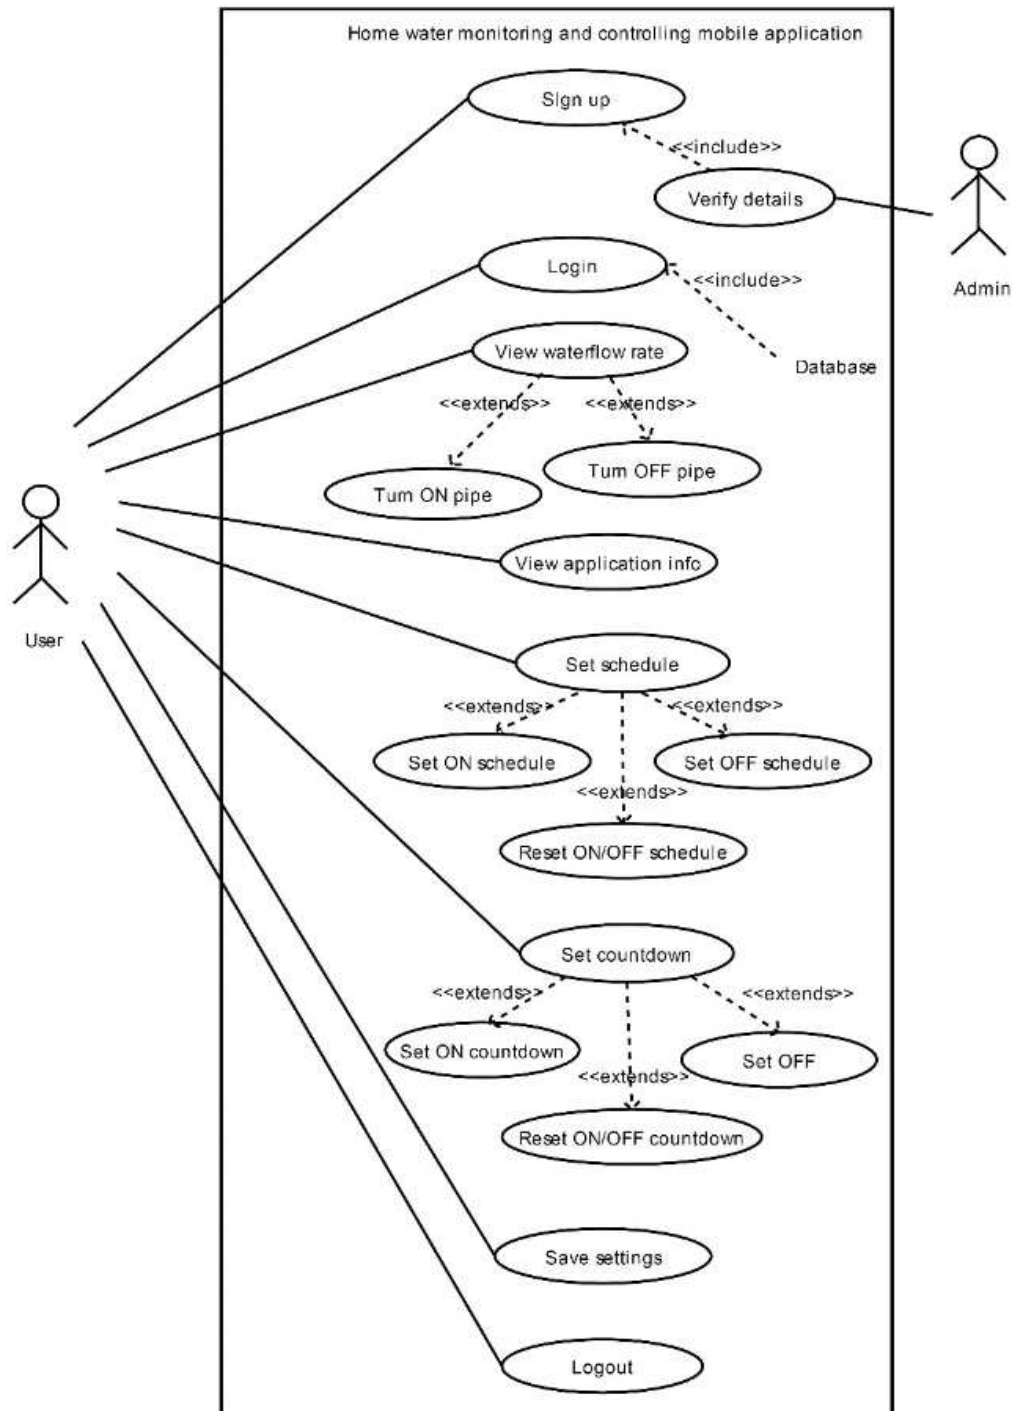 Home water monitoring and controlling mobile application
SIgn up
<<include>>
Verify details
Admin
Login
<<include>>
View waterflow rate
Database
<<extends>>
<<extends>>
Turn ON pipe
Turn OFF pipe
View application info
User
Set schedule
<<extends>>
<<extends>>
Set ON schedule
Set OFF schedule
<<extends>>
Reset ON/OFF schedule
Set countdown
<<extends>>
<<extends>>
Set ON countdown
Set OFF
<<extends>>
Reset ON/OFF countdown
Save settings
Logout